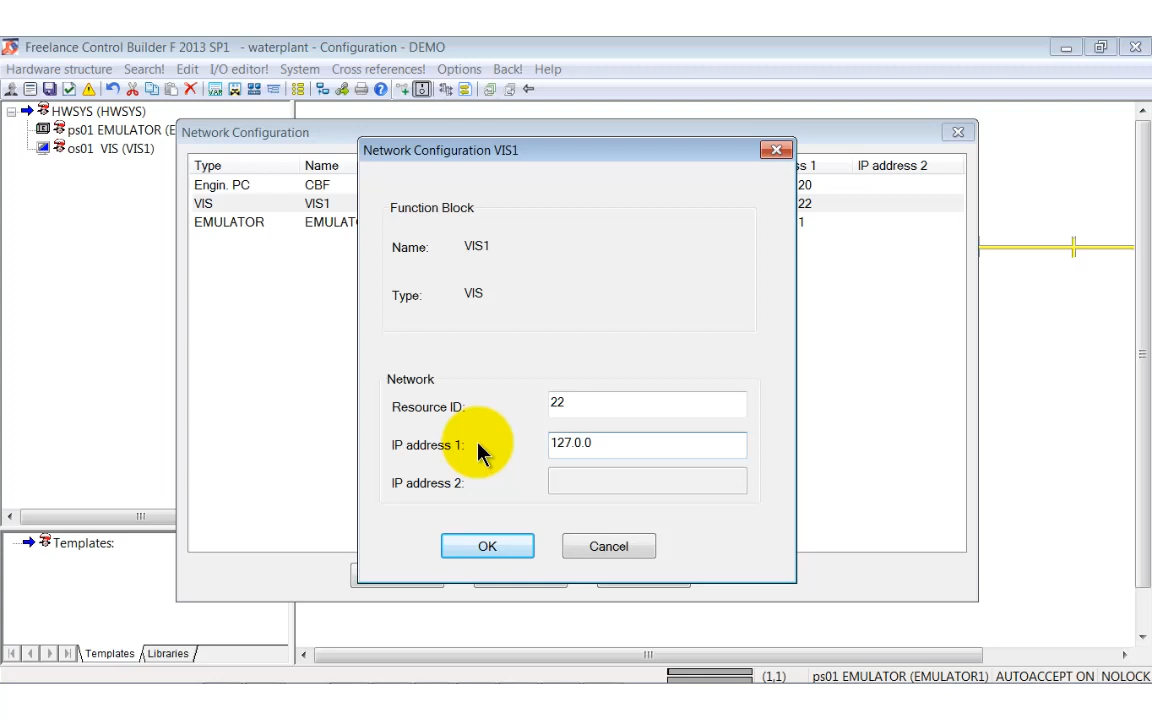 Freelance Control Builder F 2013 SP1 - waterplant - Configuration - DEMO
Hardware structure Search! Edit I/O editor! System Cross references! Options Back! Help
HWSYS (HWSYS)
ps01 EMULATOR (E
os01 VIS (VIS1)
Network Configuration
Type Name ss 1 IP address 2
Engin. PC CBF 20
VIS VIS1 22
EMULATOR EMULAT 1
Network Configuration VIS1
Function Block
Name: VIS1
Type: VIS
Network
Resource ID: 22
IP address 1: 127.0.0
IP address 2:
OK Cancel
Templates:
Templates Libraries
(1,1) ps01 EMULATOR (EMULATOR1) AUTOACCEPT ON NOLOCK